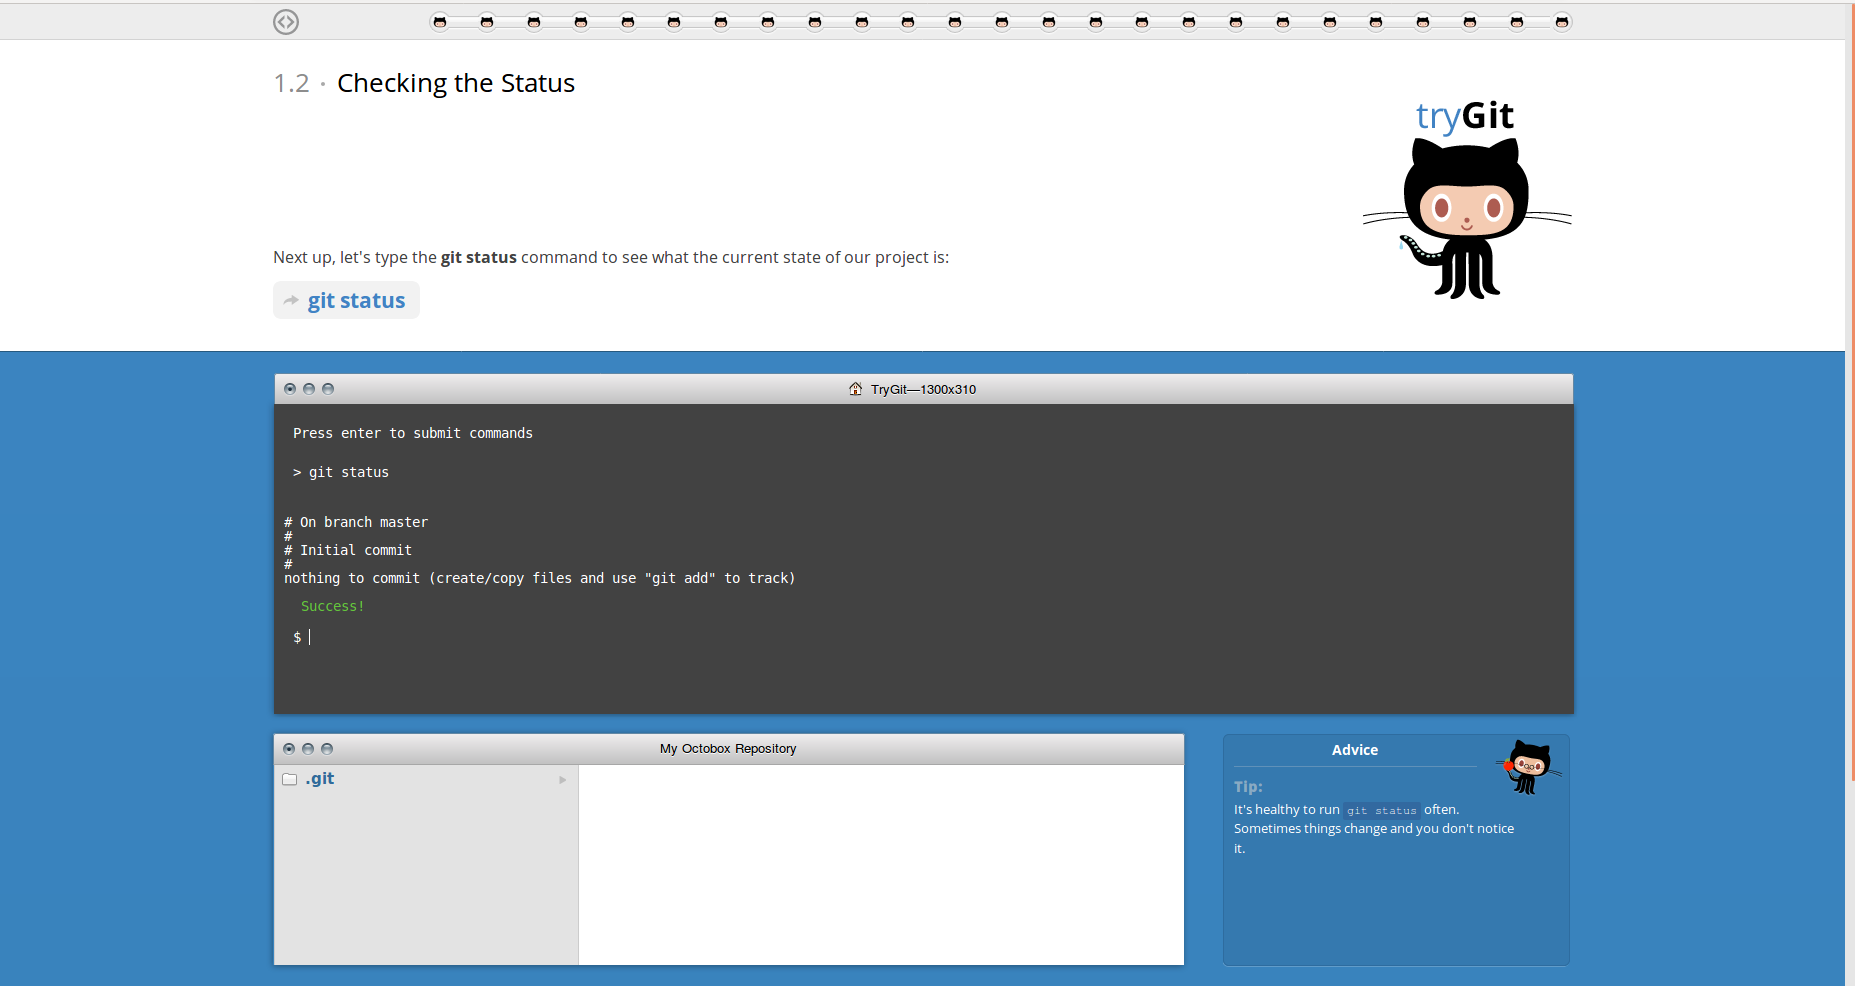 1.2 · Checking the Status
tryGit
Next up, let's type the git status command to see what the current state of our project is:
git status
TryGit—1300x310
Press enter to submit commands
> git status
# On branch master
#
# Initial commit
#
nothing to commit (create/copy files and use "git add" to track)
Success!
$
My Octobox Repository
.git
Advice
Tip:
It's healthy to run git status often.
Sometimes things change and you don't notice
it.